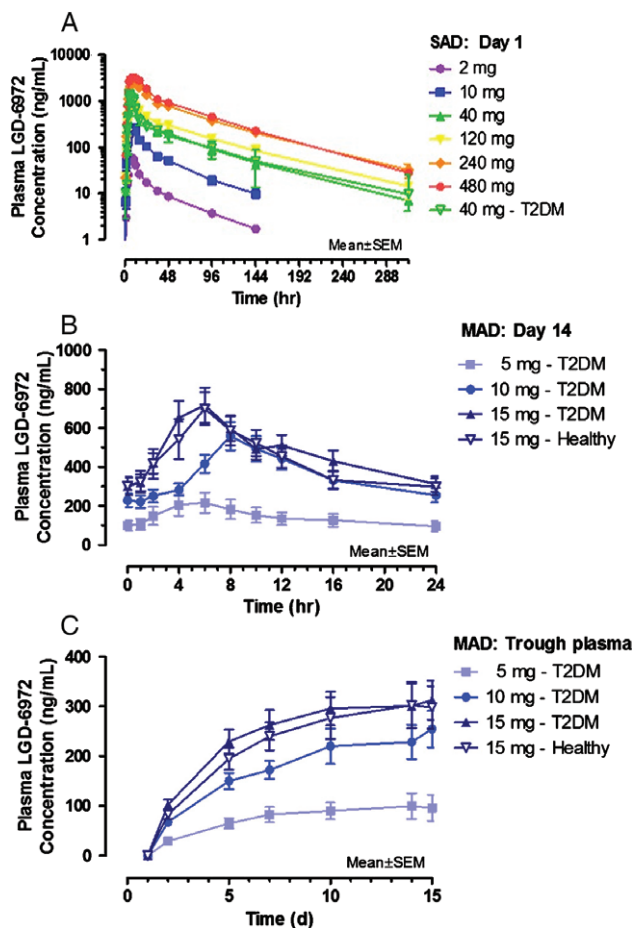 A
SAD: Day 1
10000
1000
100
10
1
Plasma LGD-6972
Concentration (ng/mL)
2 mg
10 mg
40 mg
120 mg
240 mg
480 mg
40 mg - T2DM
Mean±SEM
0 48 96 144 192 240 288
Time (hr)
B
MAD: Day 14
1000
800
600
400
200
0
Plasma LGD-6972
Concentration (ng/mL)
5 mg - T2DM
10 mg - T2DM
15 mg - T2DM
15 mg - Healthy
Mean±SEM
0 4 8 12 16 20 24
Time (hr)
C
MAD: Trough plasma
400
300
200
100
0
Plasma LGD-6972
Concentration (ng/mL)
5 mg - T2DM
10 mg - T2DM
15 mg - T2DM
15 mg - Healthy
Mean±SEM
0 5 10 15
Time (d)